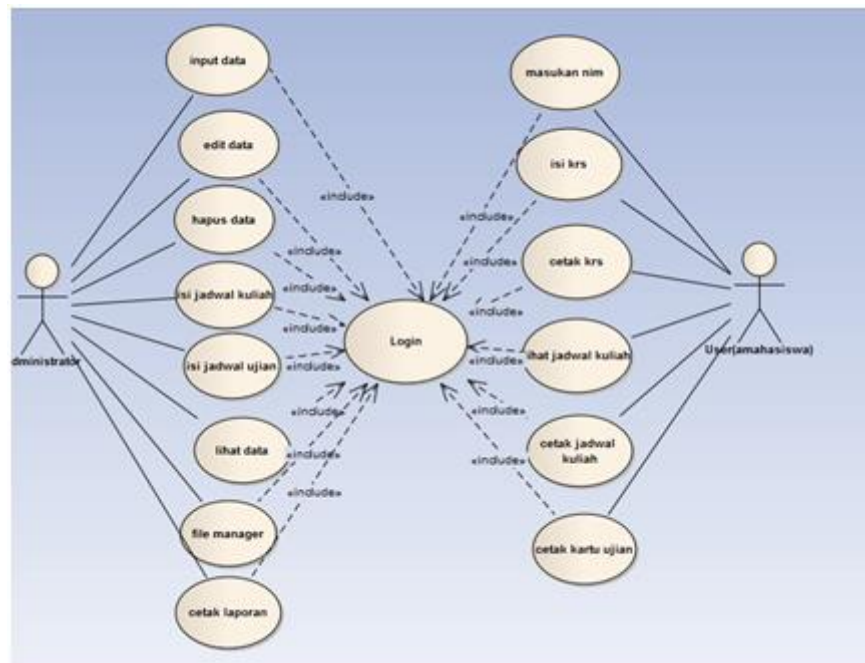 input data
masukan nim
edit data
isi krs
«include»
hapus data
«include»
«include»
cetak krs
«include»
«include»
isi jadwal kuliah
«include»
«include»
Login
dministrator
isi jadwal ujian
«include»
«include»
ihat jadwal kuliah
User(amahasiswa)
«include»
«include»
lihat data
cetak jadwal
kuliah
«include»
«include»
«include»
file manager
cetak kartu ujian
cetak laporan